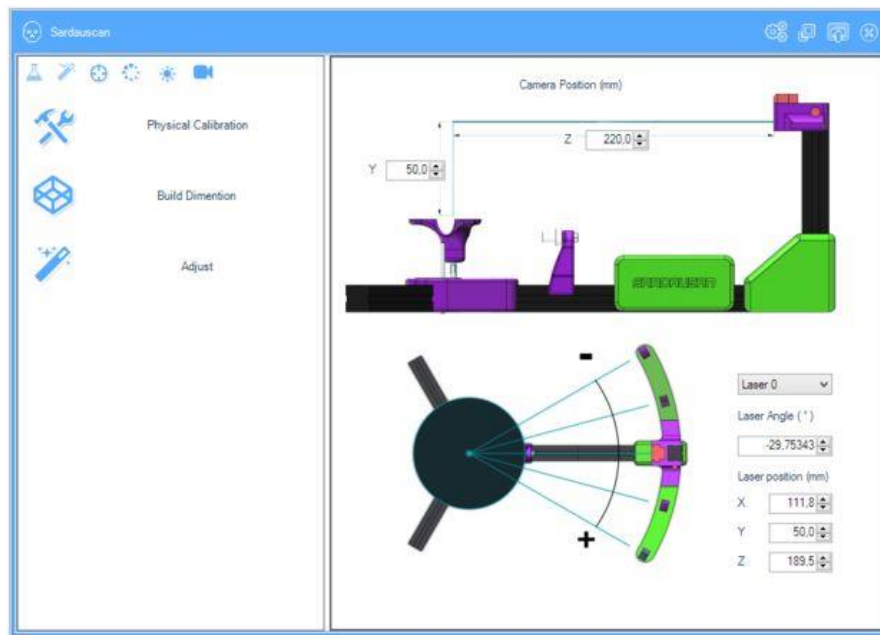 Sardauscan
Physical Calibration
Build Dimention
Adjust
Camera Position (mm)
Z 220,0
Y 50,0
SARDAUSCAN
-
+
Laser 0
Laser Angle ( ° )
-29,75343
Laser position (mm)
X 111,8
Y 50,0
Z 189,5